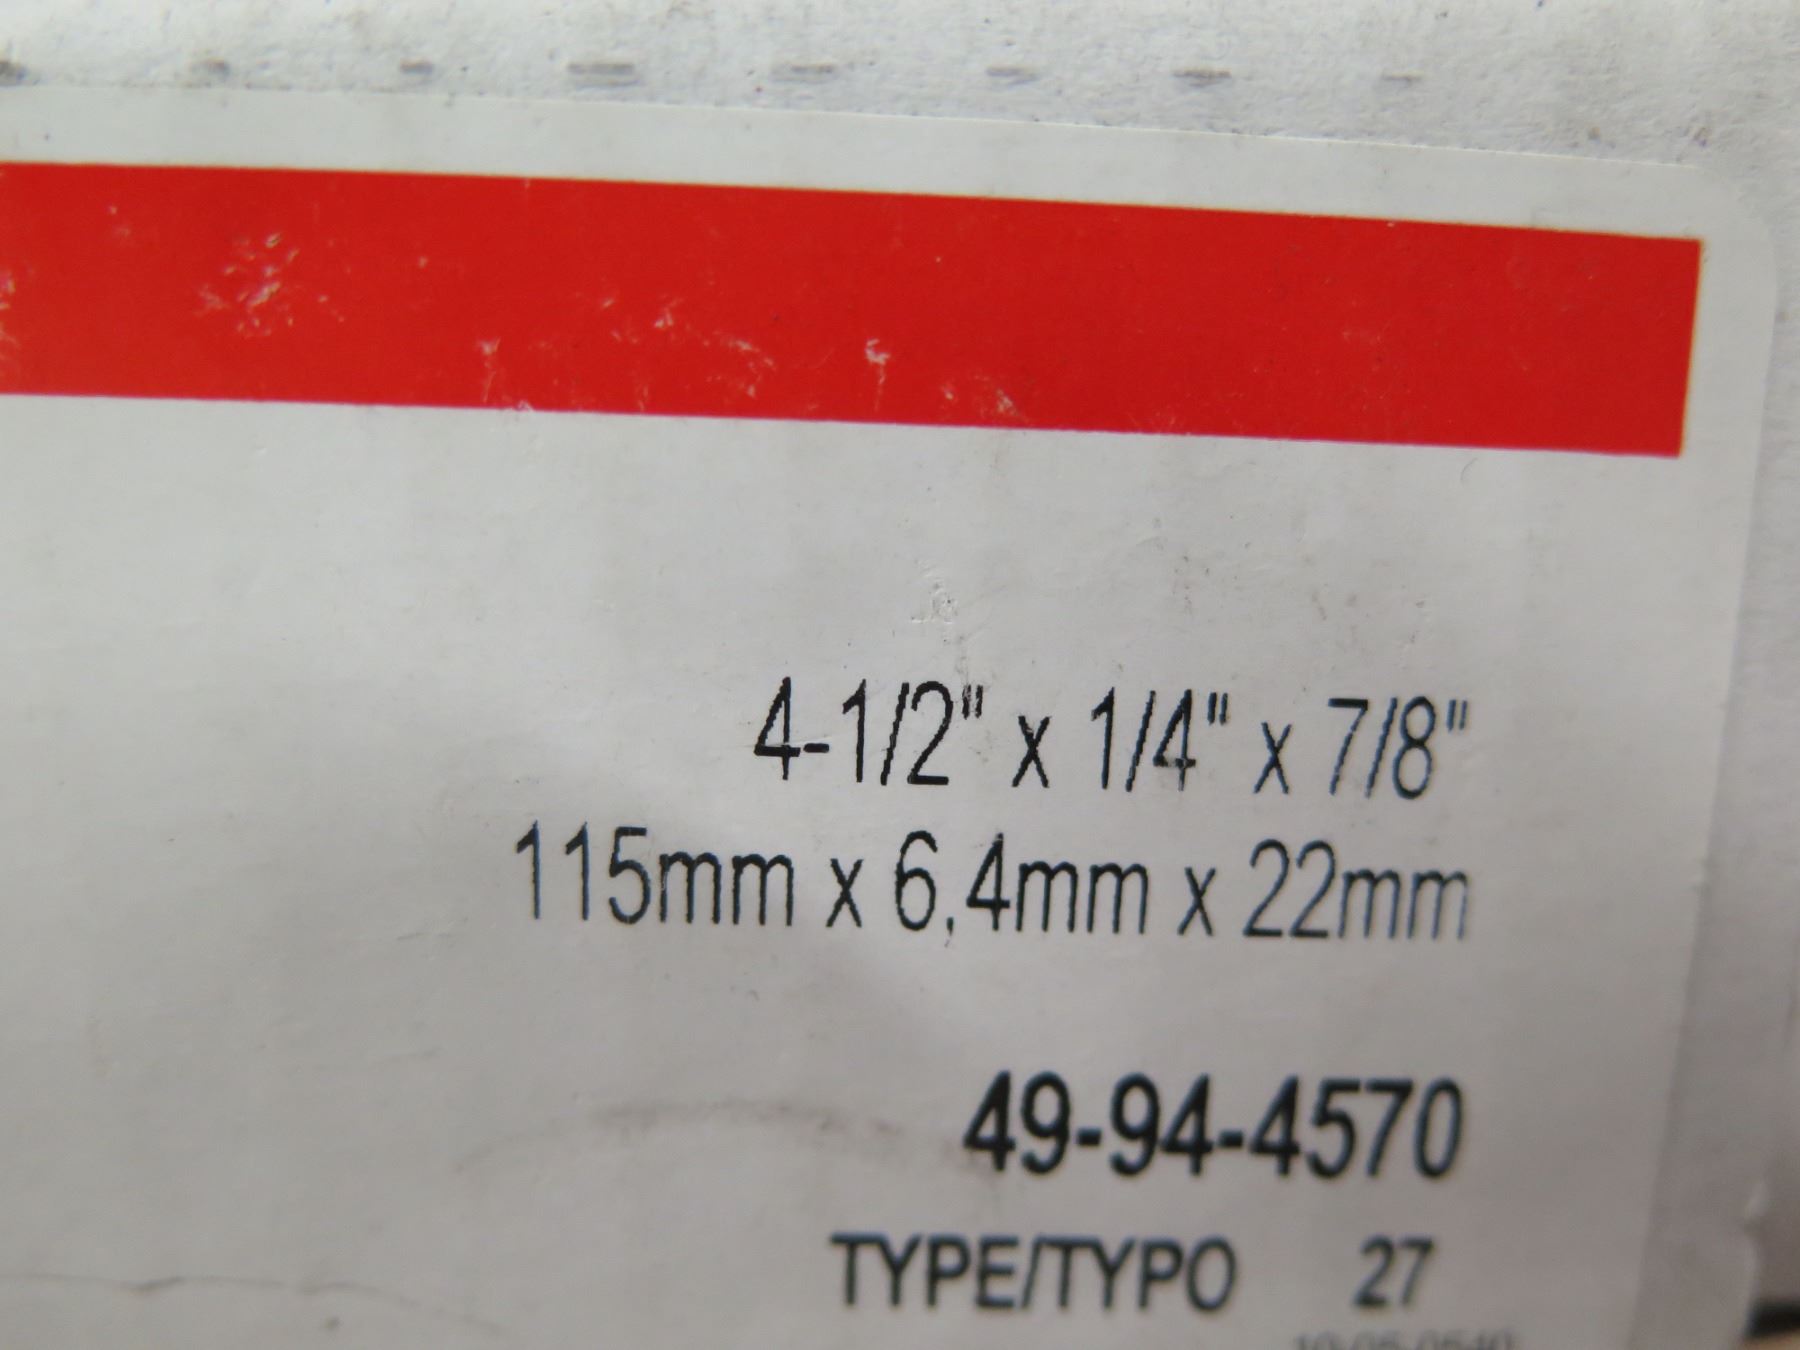 4-1/2" x 1/4" x 7/8"
115mm x 6,4mm x 22mm
49-94-4570
TYPE/TYPO 27